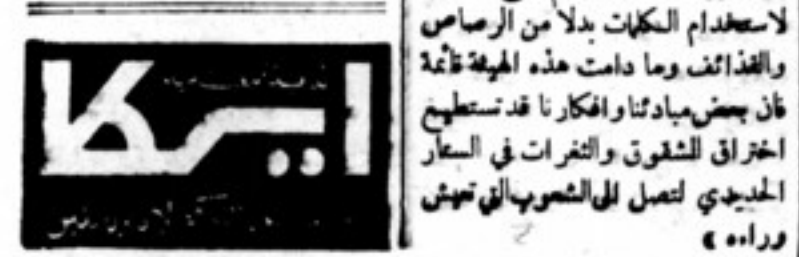 لاستخدام الكلمات بدلا من الرصاص
والقذائف وما دامت هذه الهيئة قائمة
فان بعض مبادئنا وافكارنا قد تستطيع
اختراق الشقوق والثغرات في الستار
الحديدي لتصل الى الشعوب التي تعيش
وراءه »
ايركا